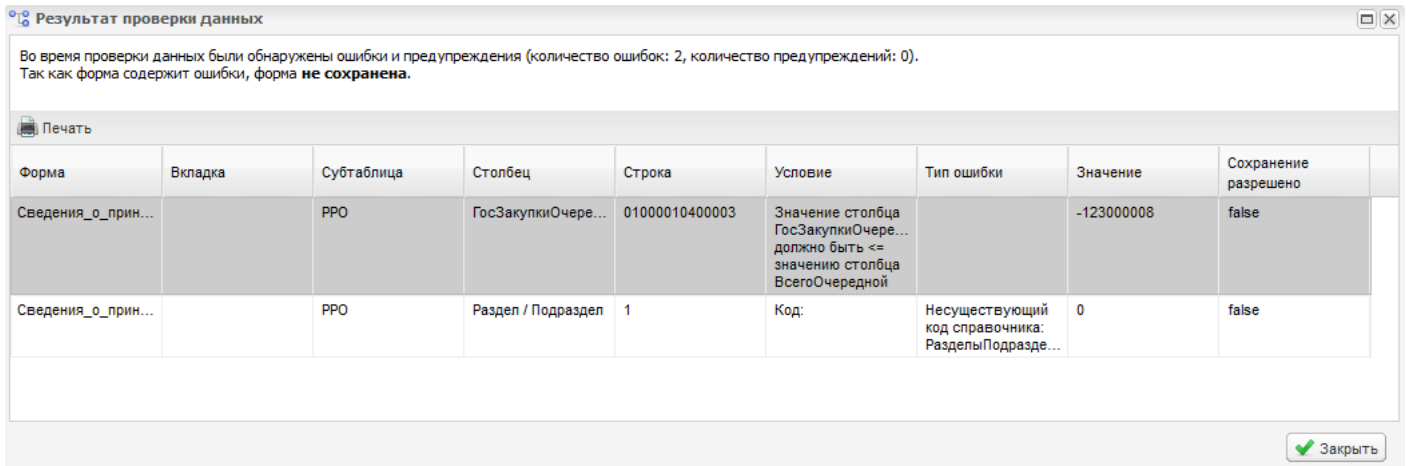 Результат проверки данных
Во время проверки данных были обнаружены ошибки и предупреждения (количество ошибок: 2, количество предупреждений: 0).
Так как форма содержит ошибки, форма не сохранена.
Печать
Форма Вкладка Субтаблица Столбец Строка Условие Тип ошибки Значение Сохранение
разрешено
Сведения_о_прин... РРО ГосЗакупкиОчере... 01000010400003 Значение столбца -123000008 false
ГосЗакупкиОчере...
должно быть <=
значению столбца
ВсегоОчередной
Сведения_о_прин... РРО Раздел / Подраздел 1 Код: Несуществующий 0 false
код справочника:
РазделыПодразде...
Закрыть